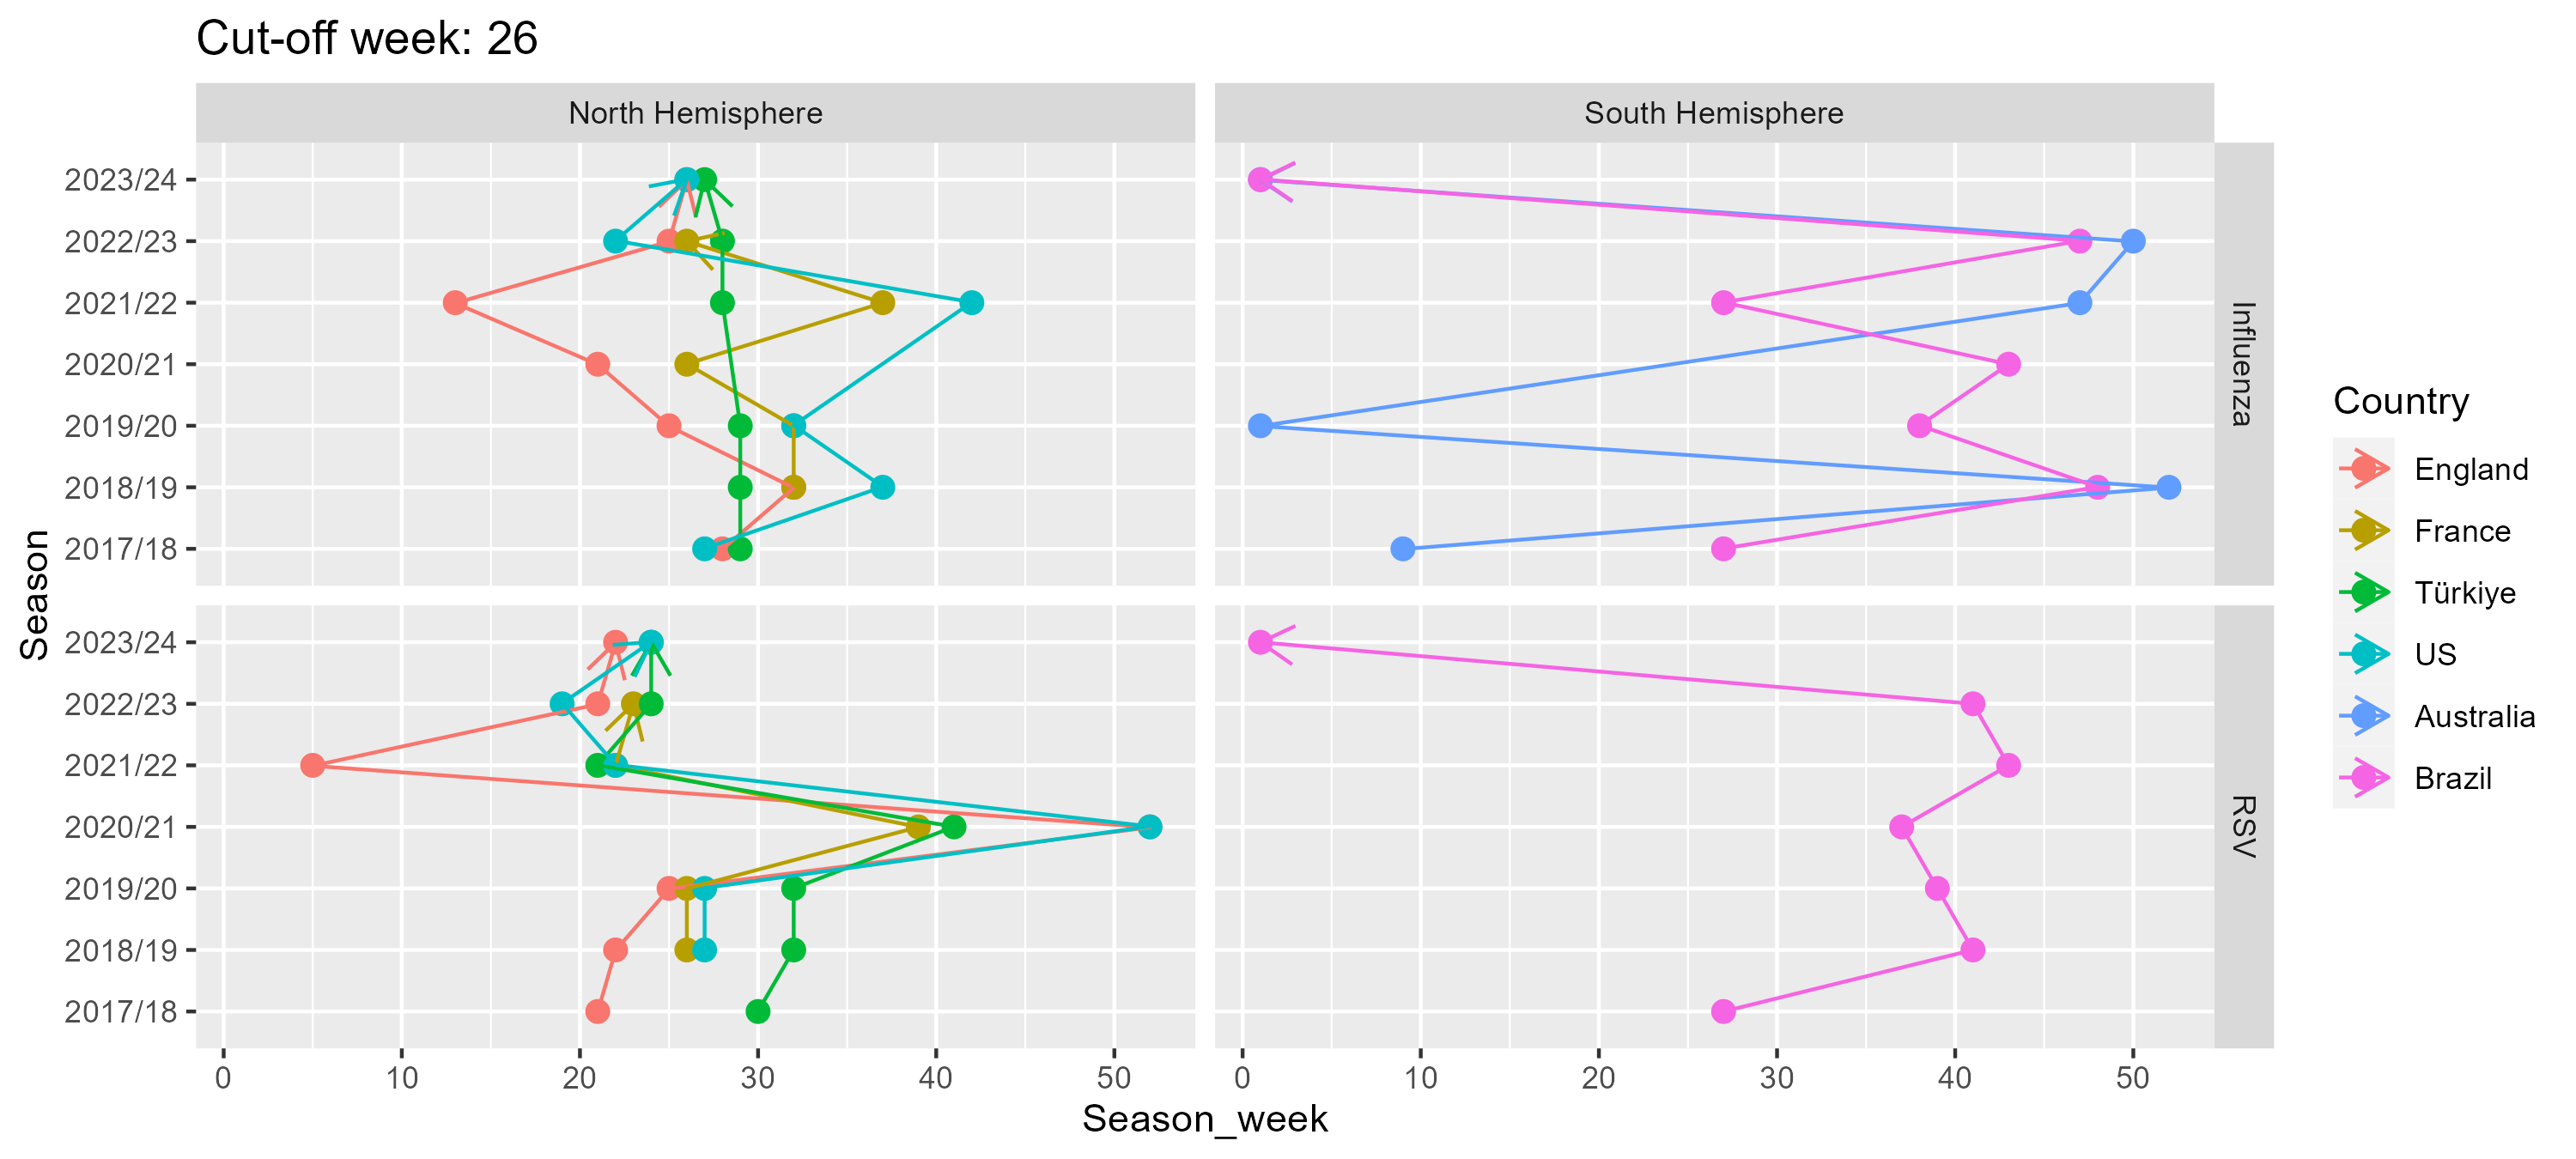 Cut-off week: 26
North Hemisphere
South Hemisphere
2023/24
2022/23
2021/22
2020/21
2019/20
2018/19
2017/18
Influenza
2023/24
2022/23
2021/22
2020/21
2019/20
2018/19
2017/18
RSV
Season
0 10 20 30 40 50
0 10 20 30 40 50
Season_week
Country
England
France
Türkiye
US
Australia
Brazil